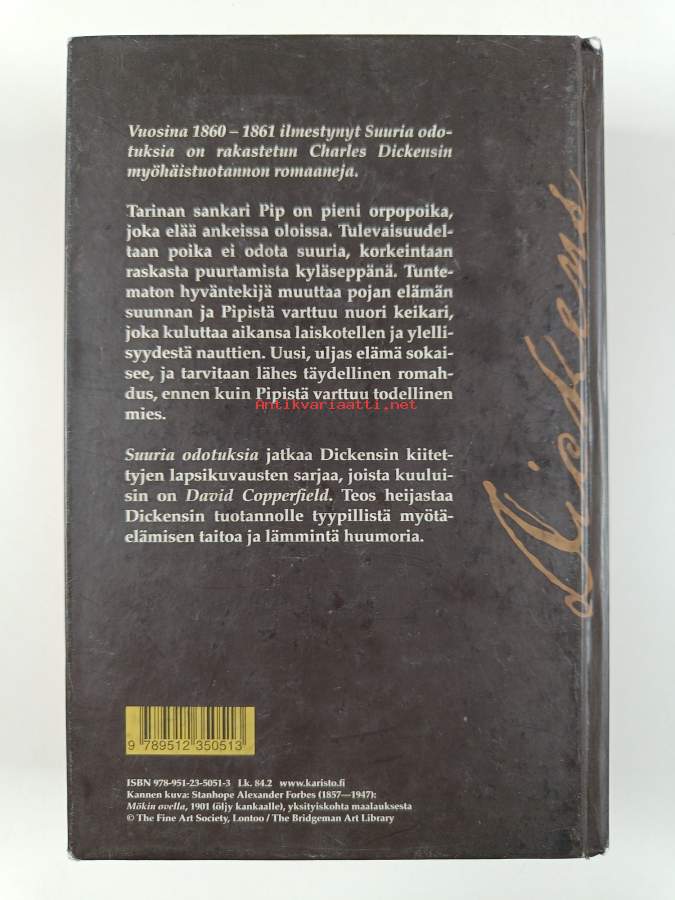 Vuosina 1860 – 1861 ilmestynyt Suuria odo-
tuksia on rakastetun Charles Dickensin
myöhäistuotannon romaaneja.
Tarinan sankari Pip on pieni orpopoika,
joka elää ankeissa oloissa. Tulevaisuudel-
taan poika ei odota suuria, korkeintaan
raskasta puurtamista kyläseppänä. Tunte-
maton hyväntekijä muuttaa pojan elämän
suunnan ja Pipistä varttuu nuori keikari,
joka kuluttaa aikansa laiskotellen ja ylelli-
syydestä nauttien. Uusi, uljas elämä sokai-
see, ja tarvitaan lähes täydellinen romah-
dus, ennen kuin Pipistä varttuu todellinen
mies.
Antikvariaatti.net
Suuria odotuksia jatkaa Dickensin kiitet-
tyjen lapsikuvausten sarjaa, joista kuului-
sin on David Copperfield. Teos heijastaa
Dickensin tuotannolle tyypillistä myötä-
elämisen taitoa ja lämmintä huumoria.
Dickens
9 789512 350513
ISBN 978-951-23-5051-3 Lk. 84.2 www.karisto.fi
Kannen kuva: Stanhope Alexander Forbes (1857—1947):
Mökin ovella, 1901 (öljy kankaalle), yksityiskohta maalauksesta
© The Fine Art Society, Lontoo / The Bridgeman Art Library